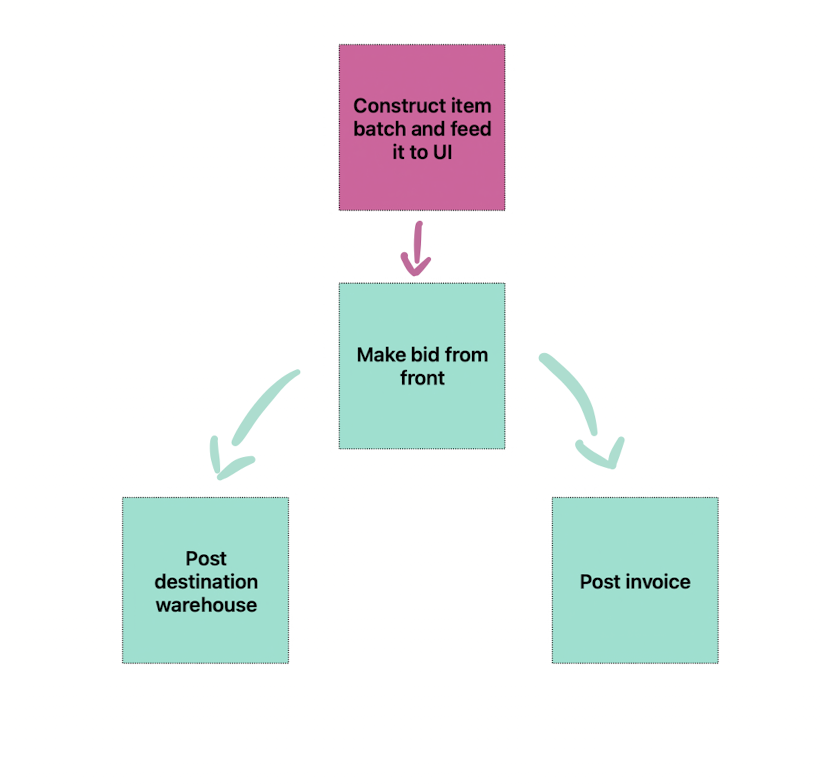 Construct item
batch and feed
it to UI
Make bid from
front
Post
destination
warehouse
Post invoice